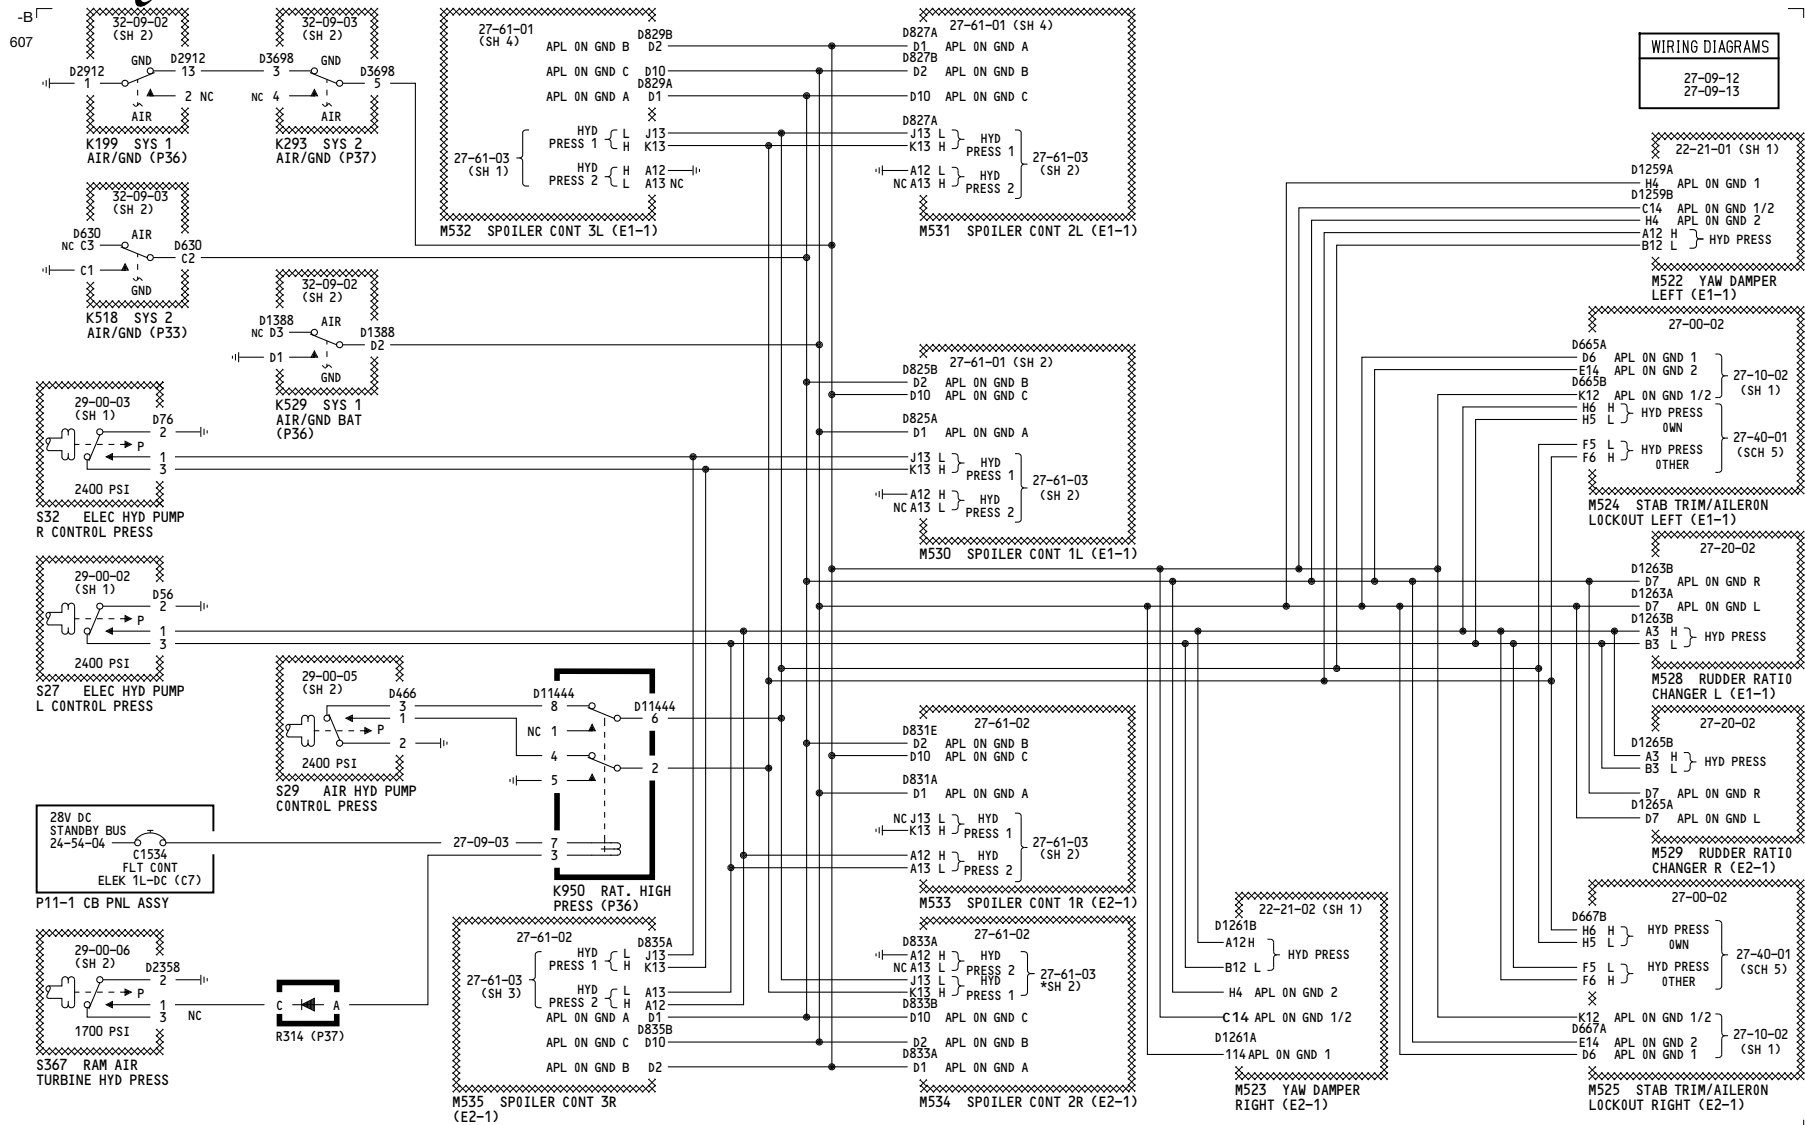 -B
607
32-09-02
(SH 2)
GND
D2912
1
D2912
13
2 NC
AIR
K199 SYS 1
AIR/GND (P36)
32-09-03
(SH 2)
GND
D3698
3
D3698
5
NC 4
AIR
K293 SYS 2
AIR/GND (P37)
32-09-03
(SH 2)
D630
NC C3
AIR
D630
C2
C1
GND
K518 SYS 2
AIR/GND (P33)
32-09-02
(SH 2)
D1388
NC D3
AIR
D1388
D2
D1
GND
K529 SYS 1
AIR/GND BAT
(P36)
29-00-03
(SH 1)
D76
2
P
1
3
2400 PSI
S32 ELEC HYD PUMP
R CONTROL PRESS
29-00-02
(SH 1)
D56
2
P
1
3
2400 PSI
S27 ELEC HYD PUMP
L CONTROL PRESS
29-00-05
(SH 2)
D466
3
1
P
2
2400 PSI
S29 AIR HYD PUMP
CONTROL PRESS
28V DC
STANDBY BUS
24-54-04
C1534
FLT CONT
ELEK 1L-DC (C7)
P11-1 CB PNL ASSY
29-00-06
(SH 2)
D2358
2
P
1
3 NC
1700 PSI
S367 RAM AIR
TURBINE HYD PRESS
C A
R314 (P37)
D11444
8
D11444
6
NC 1
4
2
5
27-09-03
7
3
K950 RAT. HIGH
PRESS (P36)
27-61-01
(SH 4)
D829B
APL ON GND B D2
APL ON GND C D10
D829A
APL ON GND A D1
HYD PRESS 1 L J13
H K13
27-61-03
(SH 1)
HYD PRESS 2 H A12
L A13 NC
M532 SPOILER CONT 3L (E1-1)
27-61-01 (SH 4)
D827A
D1 APL ON GND A
D827B
D2 APL ON GND B
D10 APL ON GND C
D827A
J13 L HYD
K13 H PRESS 1
27-61-03
(SH 2)
A12 L HYD
NC A13 H PRESS 2
M531 SPOILER CONT 2L (E1-1)
27-61-01 (SH 2)
D825B
D2 APL ON GND B
D10 APL ON GND C
D825A
D1 APL ON GND A
J13 L HYD
K13 H PRESS 1
27-61-03
(SH 2)
A12 H HYD
NC A13 L PRESS 2
M530 SPOILER CONT 1L (E1-1)
27-61-02
D831E
D2 APL ON GND B
D10 APL ON GND C
D831A
D1 APL ON GND A
NC J13 L HYD
K13 H PRESS 1
27-61-03
(SH 2)
A12 H HYD
A13 L PRESS 2
M533 SPOILER CONT 1R (E2-1)
27-61-02
D835A
HYD PRESS 1 L J13
H K13
27-61-03
(SH 3)
HYD PRESS 2 L A13
H A12
APL ON GND A D1
D835B
APL ON GND C D10
APL ON GND B D2
M535 SPOILER CONT 3R
(E2-1)
27-61-02
D833A
A12 H HYD
NC A13 L PRESS 2
J13 L HYD
K13 H PRESS 1
27-61-03
*SH 2)
D833B
D10 APL ON GND C
D2 APL ON GND B
D833A
D1 APL ON GND A
M534 SPOILER CONT 2R (E2-1)
22-21-02 (SH 1)
D1261B
A12H
HYD PRESS
B12 L
H4 APL ON GND 2
C14 APL ON GND 1/2
D1261A
114 APL ON GND 1
M523 YAW DAMPER
RIGHT (E2-1)
WIRING DIAGRAMS
27-09-12
27-09-13
22-21-01 (SH 1)
D1259A
H4 APL ON GND 1
D1259B
C14 APL ON GND 1/2
H4 APL ON GND 2
A12 H
HYD PRESS
B12 L
M522 YAW DAMPER
LEFT (E1-1)
27-00-02
D665A
D6 APL ON GND 1
E14 APL ON GND 2
27-10-02
(SH 1)
D665B
K12 APL ON GND 1/2
H6 H HYD PRESS
H5 L OWN
27-40-01
(SCH 5)
F5 L HYD PRESS
F6 H OTHER
M524 STAB TRIM/AILERON
LOCKOUT LEFT (E1-1)
27-20-02
D1263B
D7 APL ON GND R
D1263A
D7 APL ON GND L
D1263B
A3 H
HYD PRESS
B3 L
M528 RUDDER RATIO
CHANGER L (E1-1)
27-20-02
D1265B
A3 H
HYD PRESS
B3 L
D7 APL ON GND R
D1265A
D7 APL ON GND L
M529 RUDDER RATIO
CHANGER R (E2-1)
27-00-02
D667B
H6 H HYD PRESS
H5 L OWN
27-40-01
(SCH 5)
F5 L HYD PRESS
F6 H OTHER
K12 APL ON GND 1/2
D667A
E14 APL ON GND 2
27-10-02
(SH 1)
D6 APL ON GND 1
M525 STAB TRIM/AILERON
LOCKOUT RIGHT (E2-1)